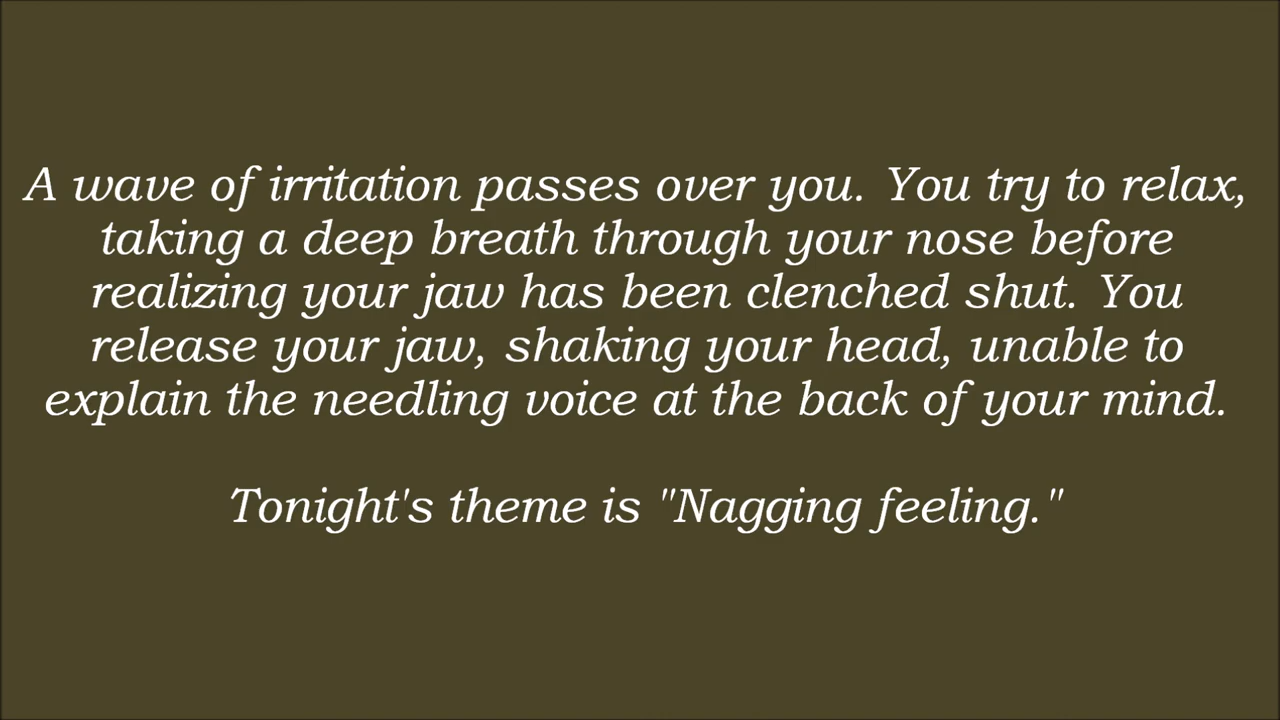 A wave of irritation passes over you. You try to relax,
taking a deep breath through your nose before
realizing your jaw has been clenched shut. You
release your jaw, shaking your head, unable to
explain the needling voice at the back of your mind.
Tonight's theme is "Nagging feeling."